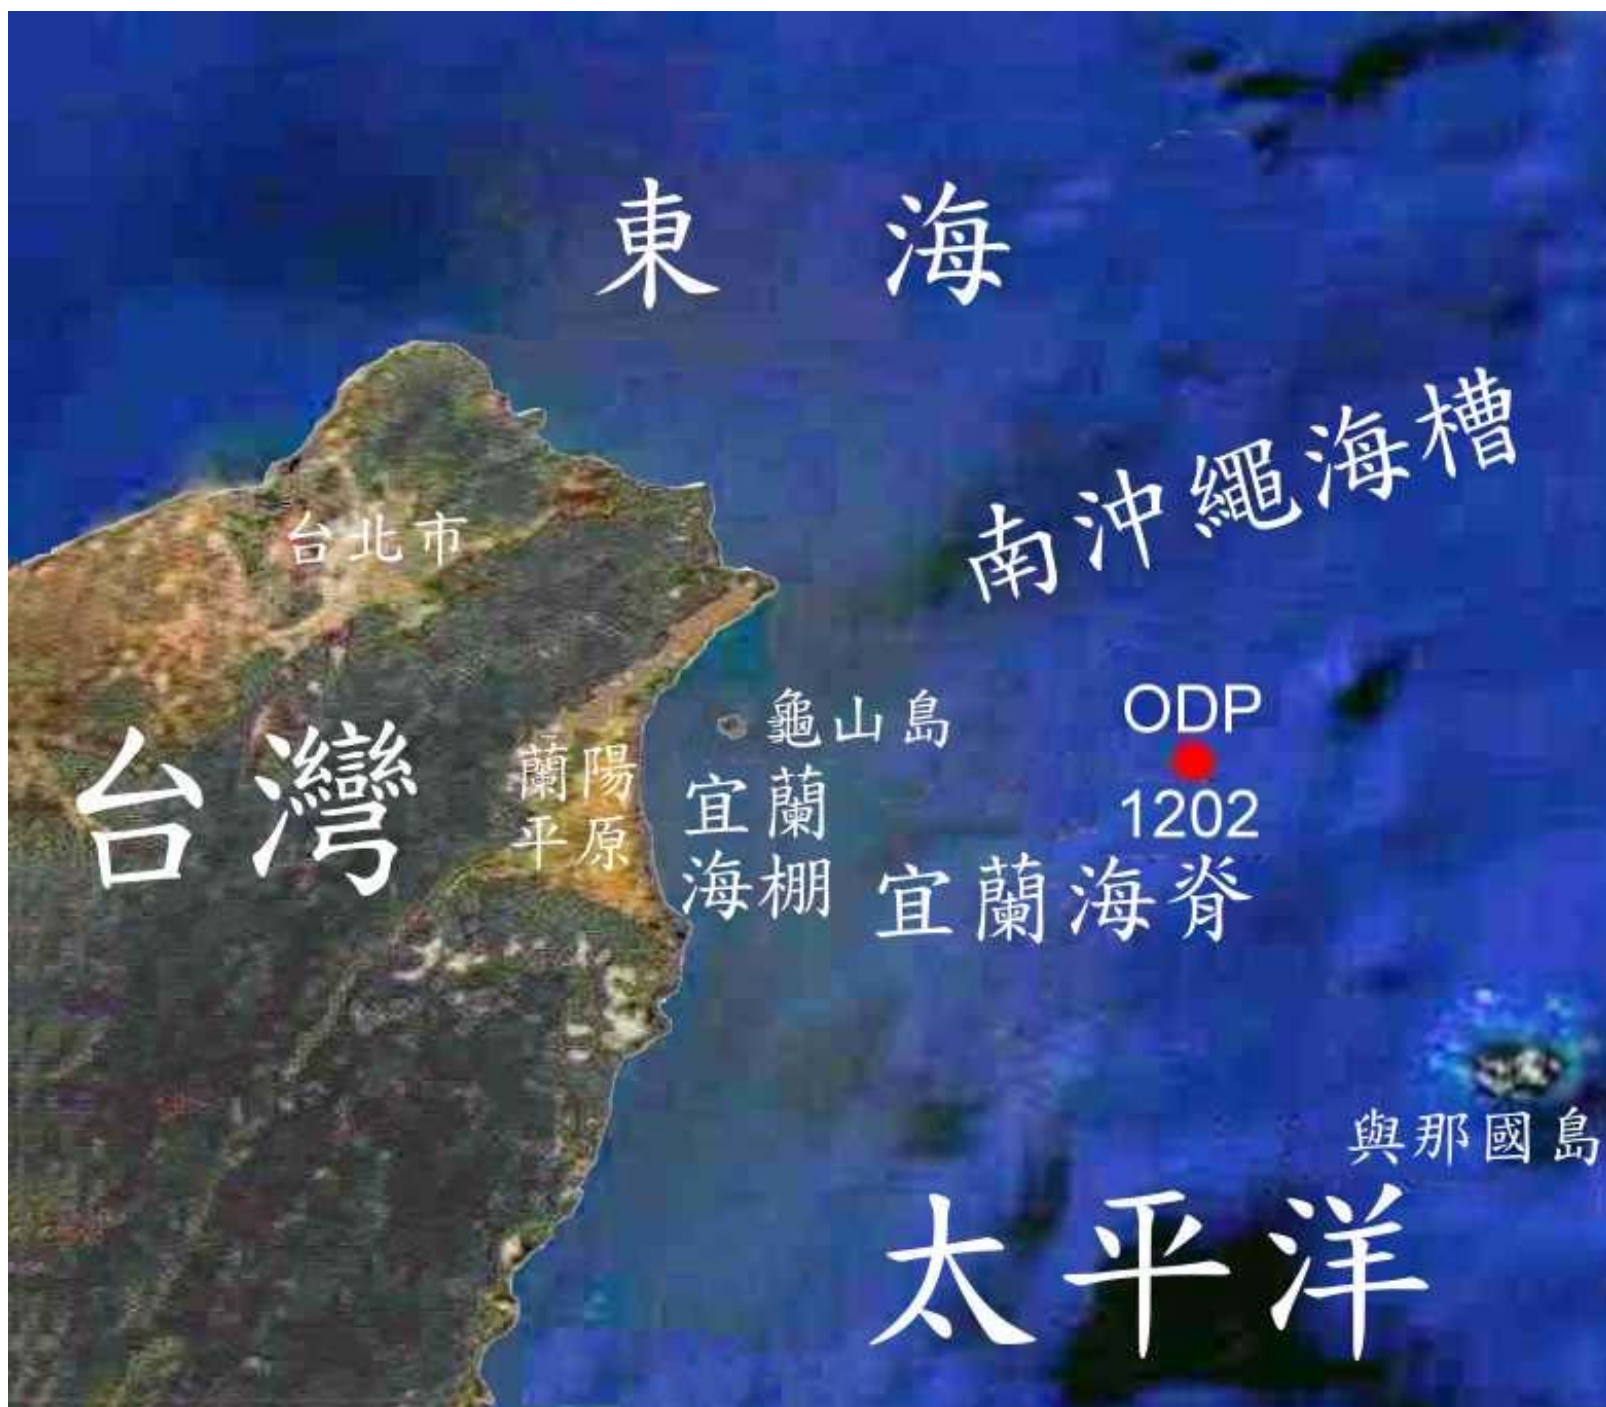 東海
南沖繩海槽
台北市
ODP
龜山島
台灣
蘭陽
平原
宜蘭
海棚
1202
宜蘭海脊
與那國島
太平洋